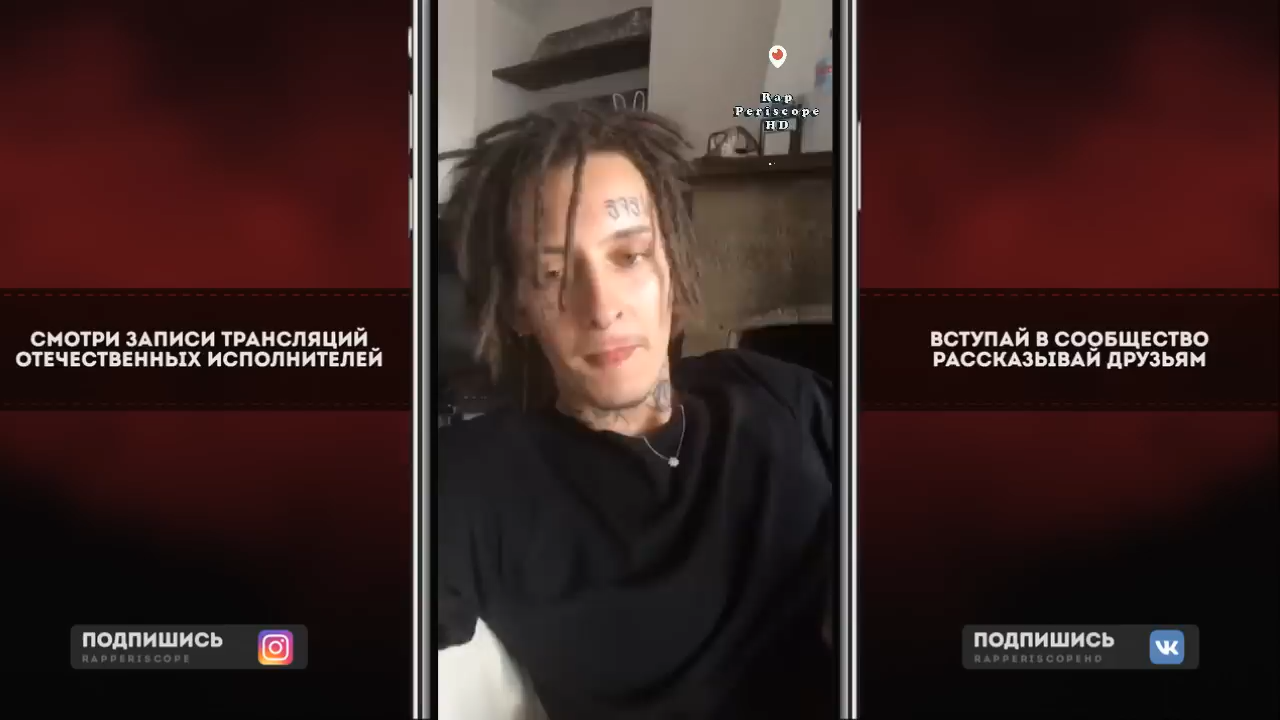 Rap
Periscope
HD
СМОТРИ ЗАПИСИ ТРАНСЛЯЦИЙ
ОТЕЧЕСТВЕННЫХ ИСПОЛНИТЕЛЕЙ
ВСТУПАЙ В СООБЩЕСТВО
РАССКАЗЫВАЙ ДРУЗЬЯМ
ПОДПИШИСЬ
RAPPERISCOPE
ПОДПИШИСЬ
RAPPERISCOPEHD